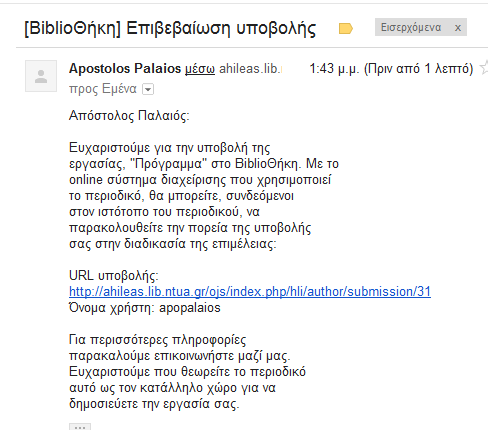 [BiblioΘήκη] Επιβεβαίωση υποβολής
Εισερχόμενα x
Apostolos Palaios μέσω ahileas.lib.
1:43 μ.μ. (Πριν από 1 λεπτό)
προς Εμένα
Απόστολος Παλαιός:
Ευχαριστούμε για την υποβολή της
εργασίας, "Πρόγραμμα" στο BiblioΘήκη. Με το
online σύστημα διαχείρισης που χρησιμοποιεί
το περιοδικό, θα μπορείτε, συνδεόμενοι
στον ιστότοπο του περιοδικού, να
παρακολουθείτε την πορεία της υποβολής
σας στην διαδικασία της επιμέλειας:
URL υποβολής:
http://ahileas.lib.ntua.gr/ojs/index.php/hli/author/submission/31
Όνομα χρήστη: apopalaios
Για περισσότερες πληροφορίες
παρακαλούμε επικοινωνήστε μαζί μας.
Ευχαριστούμε που θεωρείτε το περιοδικό
αυτό ως τον κατάλληλο χώρο για να
δημοσιεύετε την εργασία σας.